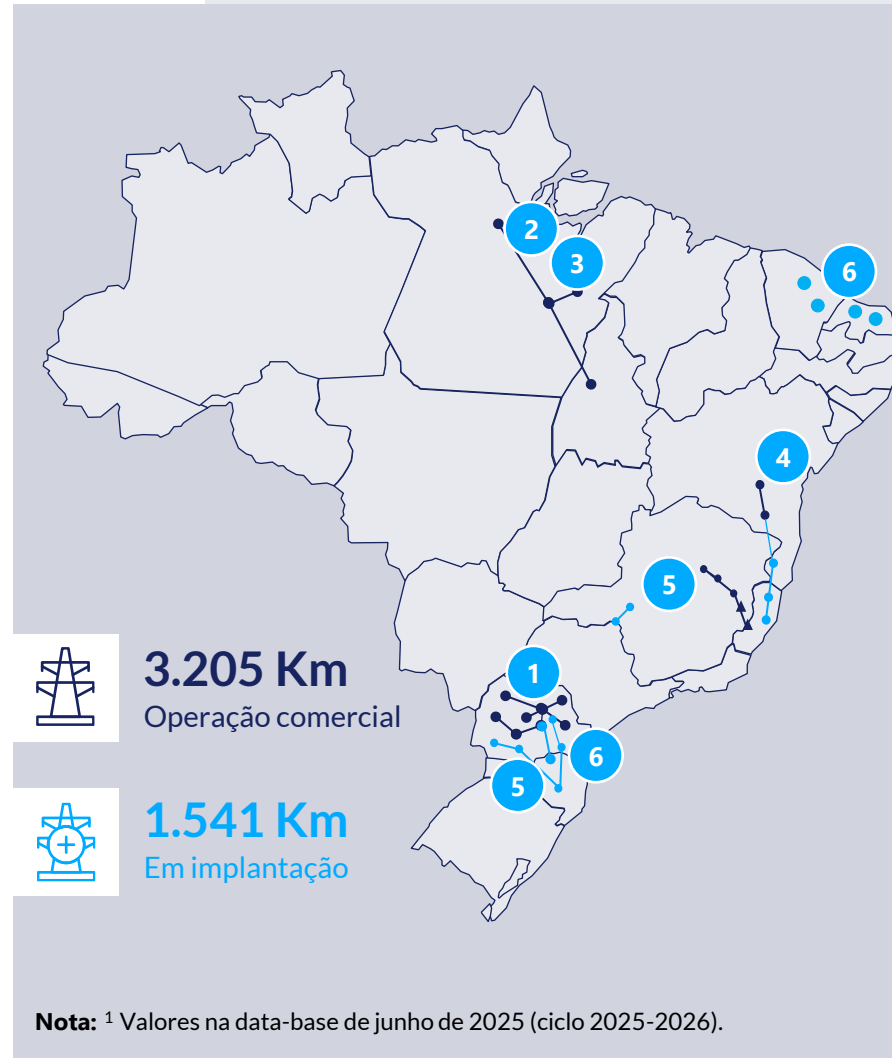 2
3
6
4
5
1
6
5
3.205 Km
Operação comercial
1.541 Km
Em implantação
Nota: ¹ Valores na data-base de junho de 2025 (ciclo 2025-2026).